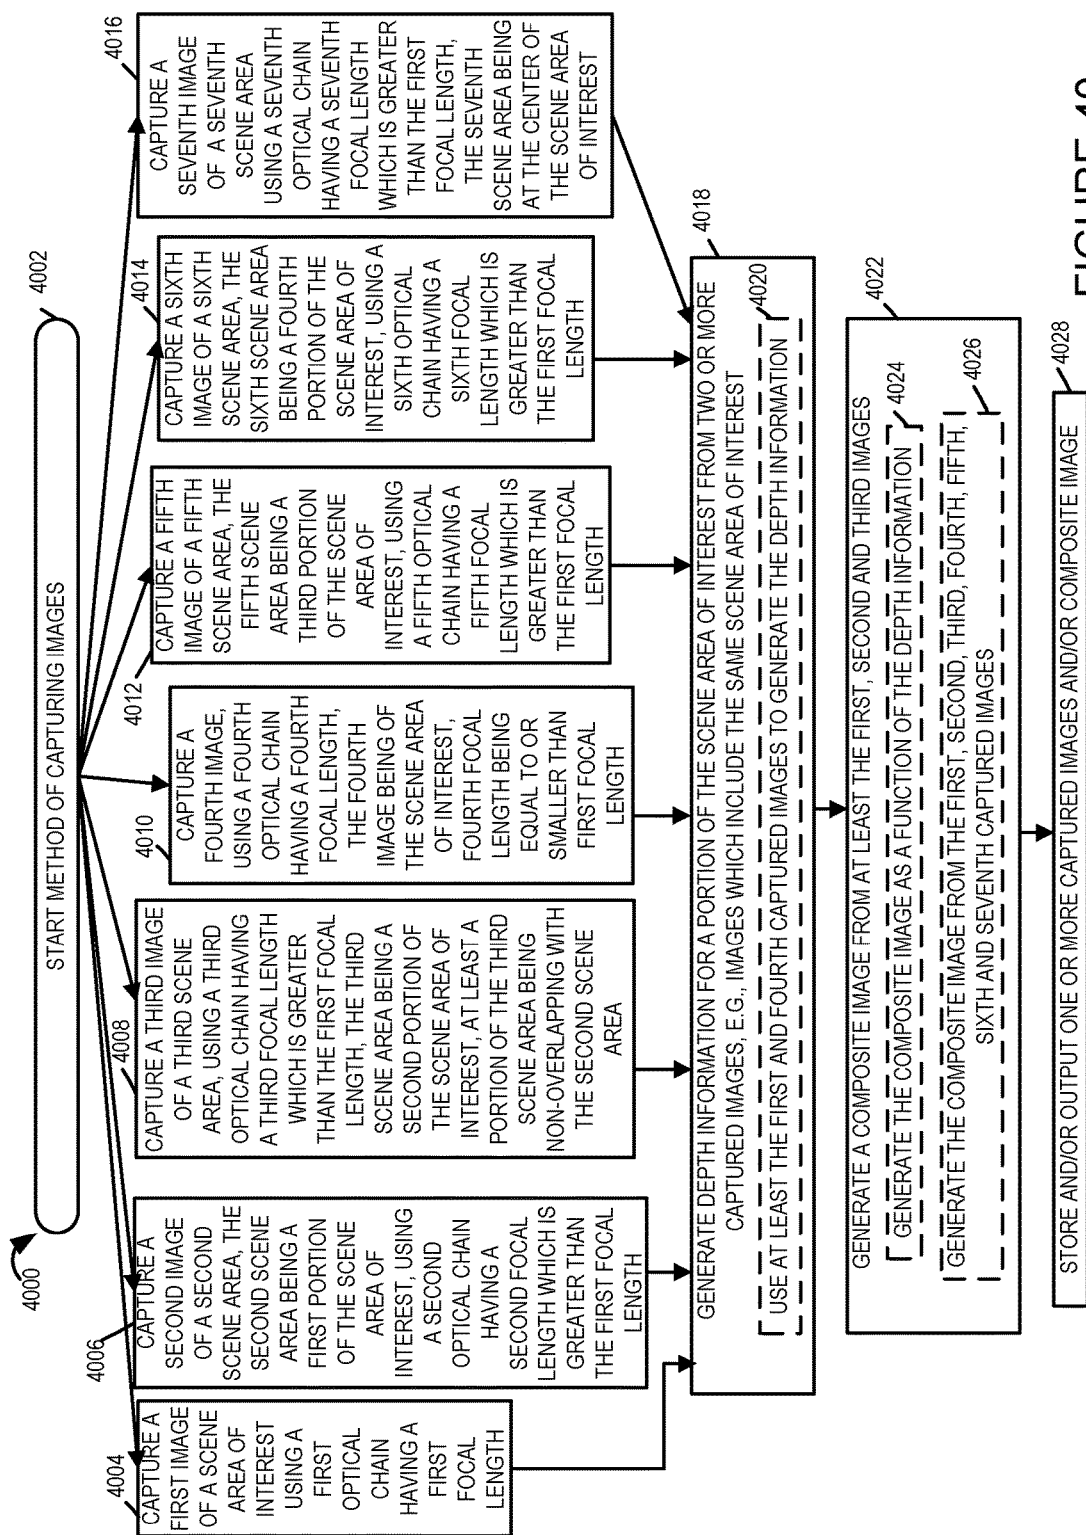 4000
START METHOD OF CAPTURING IMAGES
4002
4004
CAPTURE A
FIRST IMAGE
OF A SCENE
AREA OF
INTEREST
USING A
FIRST
OPTICAL
CHAIN
HAVING A
FIRST
FOCAL
LENGTH
4006
CAPTURE A
SECOND IMAGE
OF A SECOND
SCENE AREA, THE
SECOND SCENE
AREA BEING A
FIRST PORTION
OF THE SCENE
AREA OF
INTEREST, USING
A SECOND
OPTICAL CHAIN
HAVING A
SECOND FOCAL
LENGTH WHICH IS
GREATER THAN
THE FIRST FOCAL
LENGTH
4008
CAPTURE A THIRD IMAGE
OF A THIRD SCENE
AREA, USING A THIRD
OPTICAL CHAIN HAVING
A THIRD FOCAL LENGTH
WHICH IS GREATER
THAN THE FIRST FOCAL
LENGTH, THE THIRD
SCENE AREA BEING A
SECOND PORTION OF
THE SCENE AREA OF
INTEREST, AT LEAST A
PORTION OF THE THIRD
SCENE AREA BEING
NON-OVERLAPPING WITH
THE SECOND SCENE
AREA
4010
CAPTURE A
FOURTH IMAGE,
USING A FOURTH
OPTICAL CHAIN
HAVING A FOURTH
FOCAL LENGTH,
THE FOURTH
IMAGE BEING OF
THE SCENE AREA
OF INTEREST,
FOURTH FOCAL
LENGTH BEING
EQUAL TO OR
SMALLER THAN
FIRST FOCAL
LENGTH
4012
CAPTURE A FIFTH
IMAGE OF A FIFTH
SCENE AREA, THE
FIFTH SCENE
AREA BEING A
THIRD PORTION
OF THE SCENE
AREA OF
INTEREST, USING
A FIFTH OPTICAL
CHAIN HAVING A
FIFTH FOCAL
LENGTH WHICH IS
GREATER THAN
THE FIRST FOCAL
LENGTH
4014
CAPTURE A SIXTH
IMAGE OF A SIXTH
SCENE AREA, THE
SIXTH SCENE AREA
BEING A FOURTH
PORTION OF THE
SCENE AREA OF
INTEREST, USING A
SIXTH OPTICAL
CHAIN HAVING A
SIXTH FOCAL
LENGTH WHICH IS
GREATER THAN
THE FIRST FOCAL
LENGTH
4016
CAPTURE A
SEVENTH IMAGE
OF A SEVENTH
SCENE AREA
USING A SEVENTH
OPTICAL CHAIN
HAVING A SEVENTH
FOCAL LENGTH
WHICH IS GREATER
THAN THE FIRST
FOCAL LENGTH,
THE SEVENTH
SCENE AREA BEING
AT THE CENTER OF
THE SCENE AREA
OF INTEREST
4018
GENERATE DEPTH INFORMATION FOR A PORTION OF THE SCENE AREA OF INTEREST FROM TWO OR MORE
CAPTURED IMAGES, E.G., IMAGES WHICH INCLUDE THE SAME SCENE AREA OF INTEREST
4020
USE AT LEAST THE FIRST AND FOURTH CAPTURED IMAGES TO GENERATE THE DEPTH INFORMATION
4022
GENERATE A COMPOSITE IMAGE FROM AT LEAST THE FIRST, SECOND AND THIRD IMAGES
4024
GENERATE THE COMPOSITE IMAGE AS A FUNCTION OF THE DEPTH INFORMATION
4026
GENERATE THE COMPOSITE IMAGE FROM THE FIRST, SECOND, THIRD, FOURTH, FIFTH,
SIXTH AND SEVENTH CAPTURED IMAGES
4028
STORE AND/OR OUTPUT ONE OR MORE CAPTURED IMAGES AND/OR COMPOSITE IMAGE
FIGURE 40